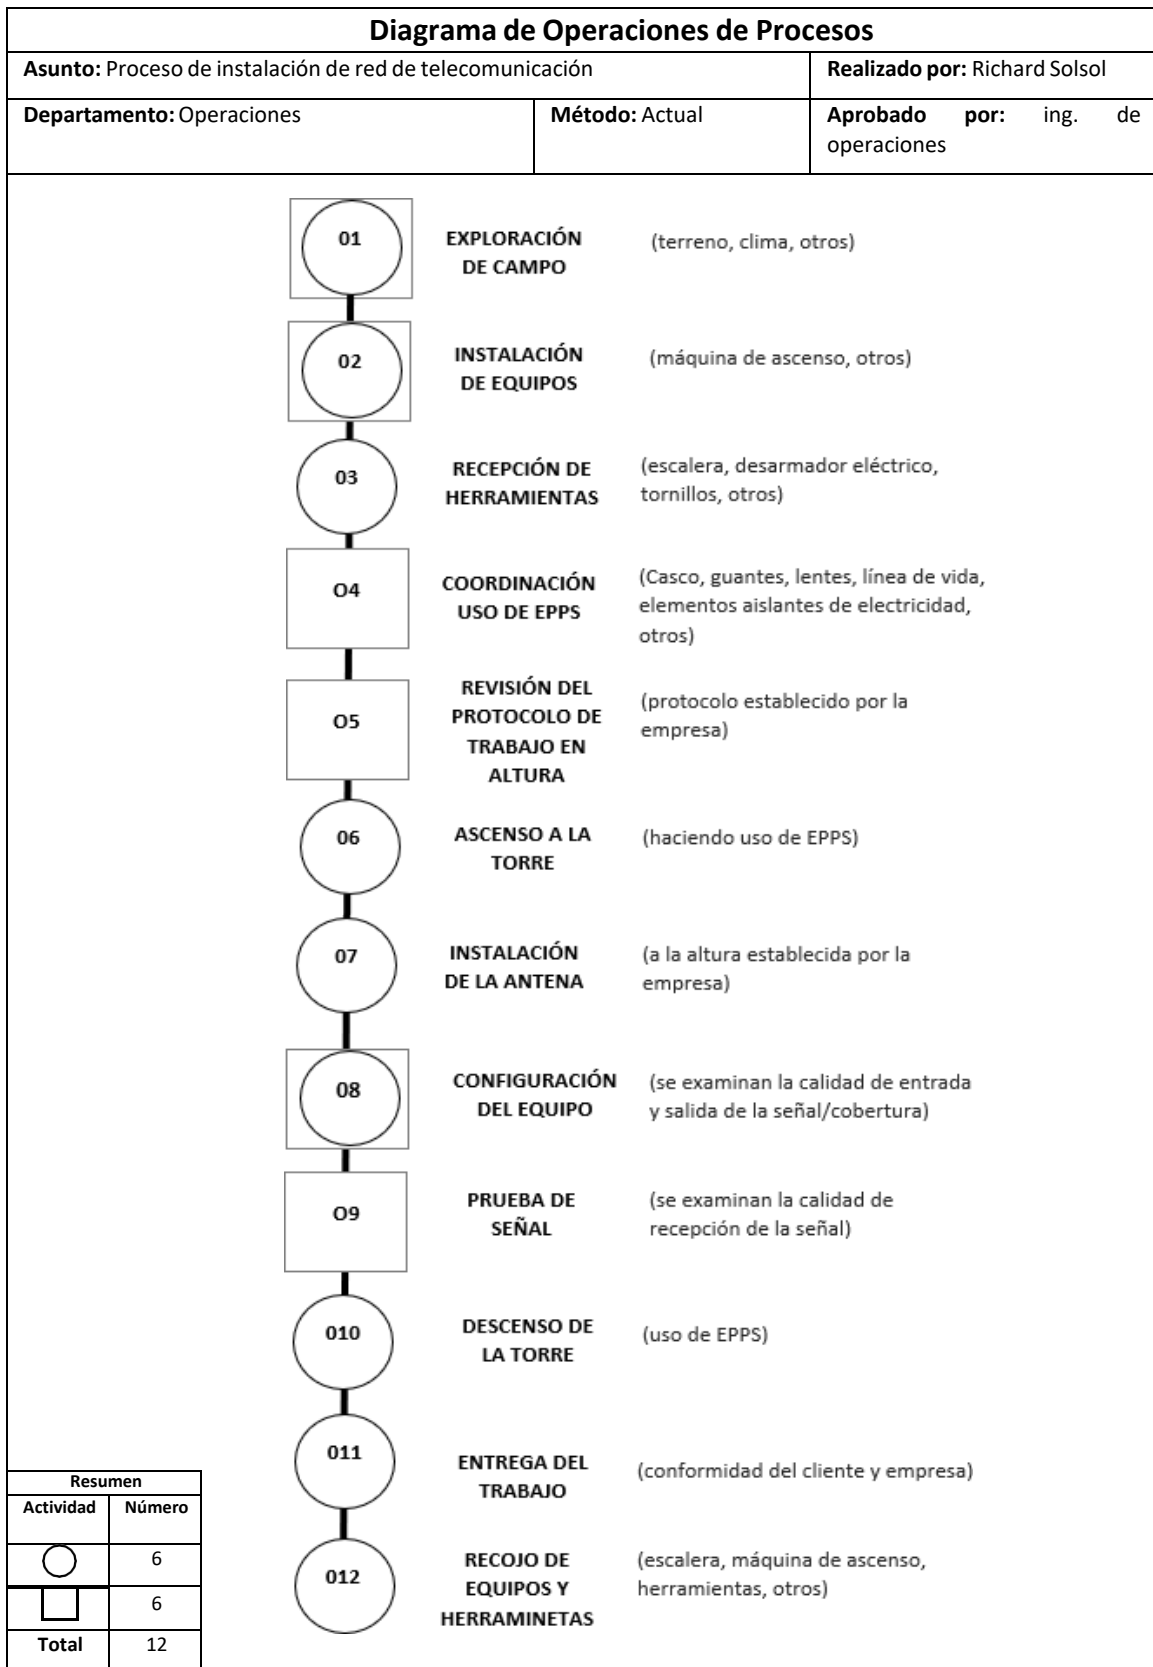 Diagrama de Operaciones de Procesos
Asunto: Proceso de instalación de red de telecomunicación
Realizado por: Richard Solsol
Departamento: Operaciones
Método: Actual
Aprobado por: ing. de
operaciones
01
EXPLORACIÓN
DE CAMPO
(terreno, clima, otros)
02
INSTALACIÓN
DE EQUIPOS
(máquina de ascenso, otros)
03
RECEPCIÓN DE
HERRAMIENTAS
(escalera, desarmador eléctrico,
tornillos, otros)
O4
COORDINACIÓN
USO DE EPPS
(Casco, guantes, lentes, línea de vida,
elementos aislantes de electricidad,
otros)
O5
REVISIÓN DEL
PROTOCOLO DE
TRABAJO EN
ALTURA
(protocolo establecido por la
empresa)
06
ASCENSO A LA
TORRE
(haciendo uso de EPPS)
07
INSTALACIÓN
DE LA ANTENA
(a la altura establecida por la
empresa)
08
CONFIGURACIÓN
DEL EQUIPO
(se examinan la calidad de entrada
y salida de la señal/cobertura)
O9
PRUEBA DE
SEÑAL
(se examinan la calidad de
recepción de la señal)
010
DESCENSO DE
LA TORRE
(uso de EPPS)
011
ENTREGA DEL
TRABAJO
(conformidad del cliente y empresa)
012
RECOJO DE
EQUIPOS Y
HERRAMINETAS
(escalera, máquina de ascenso,
herramientas, otros)
Resumen
Actividad Número
6
6
Total 12